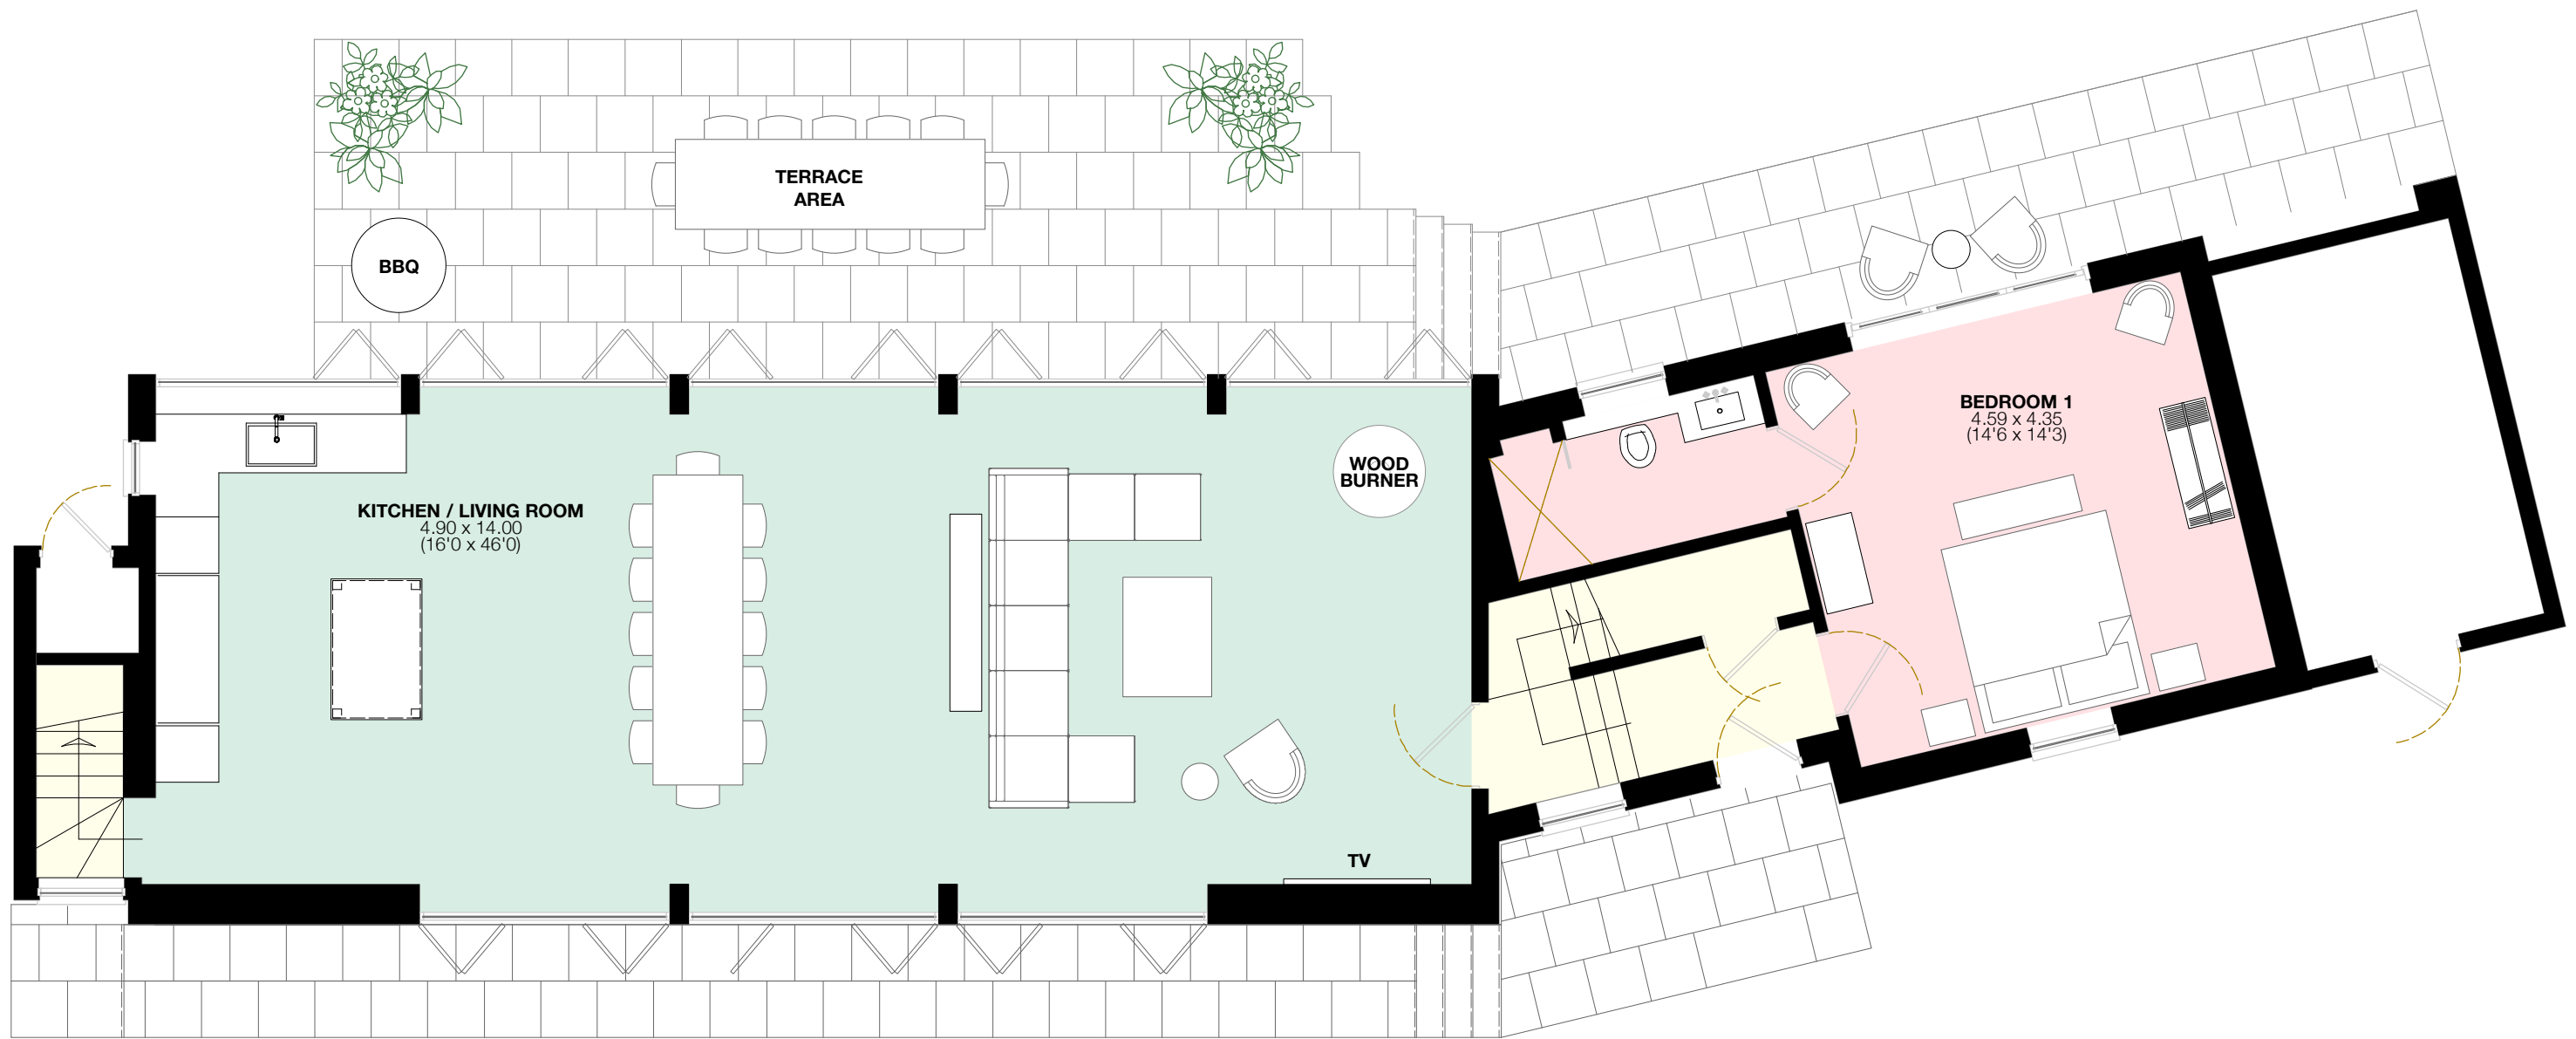 TERRACE
AREA
BBQ
BEDROOM 1
4.59 x 4.35
(14'6 x 14'3)
WOOD
BURNER
KITCHEN / LIVING ROOM
4.90 x 14.00
(16'0 x 46'0)
TV